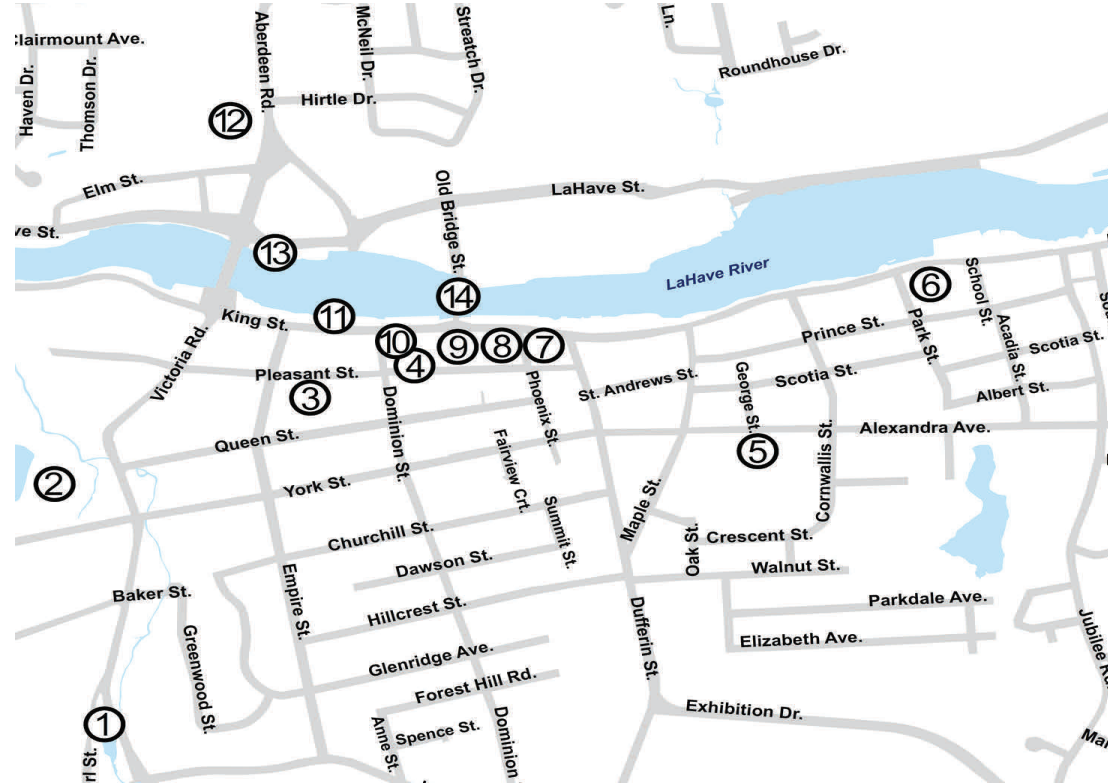 Clairmount Ave.
Haven Dr.
Thomson Dr.
Aberdeen Rd.
McNeil Dr.
Streatch Dr.
Ln.
Roundhouse Dr.
Hirtle Dr.
12
Elm St.
ve St.
Old Bridge St.
LaHave St.
LaHave River
13
14
6
School St.
Acadia St.
Park St.
Prince St.
Scotia St.
Scotia St.
Albert St.
King St.
11
10
4
9
8
7
Victoria Rd.
Pleasant St.
3
Phoenix St.
St. Andrews St.
George St.
5
Alexandra Ave.
Cornwallis St.
Queen St.
Dominion St.
Fairview Crt.
2
York St.
Summit St.
Maple St.
Oak St.
Crescent St.
Walnut St.
Churchill St.
Dawson St.
Empire St.
Baker St.
Hillcrest St.
Greenwood St.
Glenridge Ave.
Forest Hill Rd.
Dufferin St.
Parkdale Ave.
Elizabeth Ave.
Jubilee Rd.
Exhibition Dr.
Anne St.
Spence St.
Dominion
1
rl St.